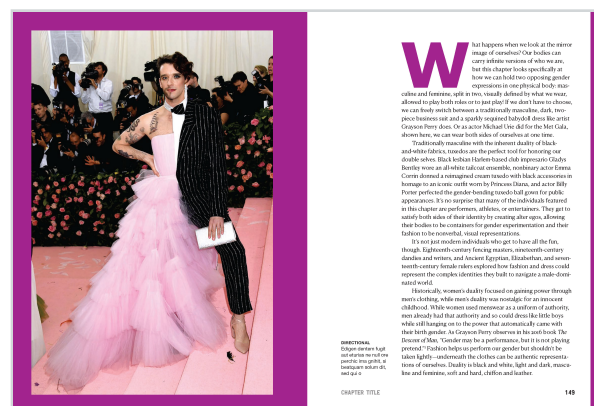 What happens when we look at the mirror
image of ourselves? Our bodies can
carry infinite versions of who we are,
but this chapter looks specifically at
how we can hold two opposing gender
expressions in one physical body: mas-
culine and feminine, split in two, visually defined by what we wear,
allowed to play both roles or to just play! If we don't have to choose,
we can freely switch between a traditionally masculine, dark, two-
piece business suit and a sparkly sequined babydoll dress like artist
Grayson Perry does. Or as actor Michael Urie did for the Met Gala,
shown here, we can wear both sides of ourselves at one time.
Traditionally masculine with the inherent duality of black-
and-white fabrics, tuxedos are the perfect tool for honoring our
double selves. Black lesbian Harlem-based club impresario Gladys
Bentley wore an all-white tailcoat ensemble, nonbinary actor Emma
Corrin donned a reimagined cream tuxedo with black accessories in
homage to an iconic outfit worn by Princess Diana, and actor Billy
Porter perfected the gender-bending tuxedo ball gown for public
appearances. It's no surprise that many of the individuals featured
in this chapter are performers, athletes, or entertainers. They get to
satisfy both sides of their identity by creating alter egos, allowing
their bodies to be containers for gender experimentation and their
fashion to be nonverbal, visual representations.
It's not just modern individuals who get to have all the fun,
though. Eighteenth-century fencing masters, nineteenth-century
dandies and writers, and Ancient Egyptian, Elizabethan, and seven-
teenth-century female rulers explored how fashion and dress could
represent the complex identities they built to navigate a male-domi-
nated world.
Historically, women's duality focused on gaining power through
men's clothing, while men's duality was nostalgic for an innocent
childhood. While women used menswear as a uniform of authority,
men already had that authority and so could dress like little boys
while still hanging on to the power that automatically came with
their birth gender. As Grayson Perry observes in his 2016 book The
Descent of Man, "Gender may be a performance, but it is not playing
pretend." Fashion helps us perform our gender but shouldn't be
taken lightly—underneath the clothes can be authentic representa-
tions of ourselves. Duality is black and white, light and dark, mascu-
line and feminine, soft and hard, chiffon and leather.
DIRECTIONAL
Edigen dentem fugit
aut eturias ne null ore
perchic ima gnihit, si
beatquam solum dit,
sed qui o
CHAPTER TITLE
149